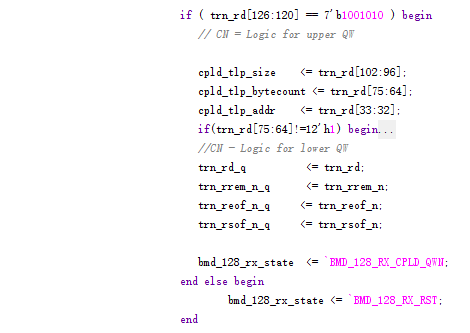 if ( trn_rd[126:120] == 7'b1001010 ) begin
// CN = Logic for upper QW
cpld_tlp_size <= trn_rd[102:96];
cpld_tlp_bytecount <= trn_rd[75:64];
cpld_tlp_addr <= trn_rd[33:32];
if(trn_rd[75:64]!=12'h1) begin...
//CN - Logic for lower QW
trn_rd_q <= trn_rd;
trn_rrem_n_q <= trn_rrem_n;
trn_reof_n_q <= trn_reof_n;
trn_rsof_n_q <= trn_rsof_n;
bmd_128_rx_state <= `BMD_128_RX_CPLD_QWN;
end else begin
bmd_128_rx_state <= `BMD_128_RX_RST;
end